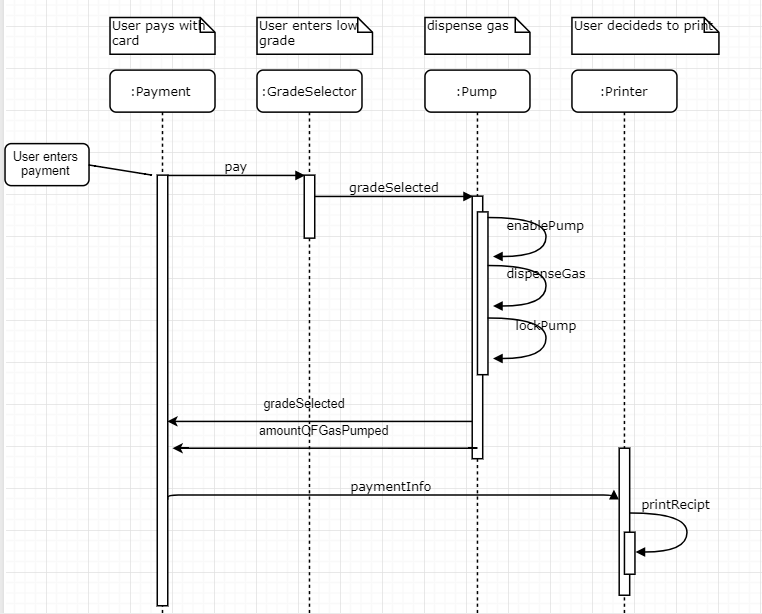 User pays with
card
User enters low
grade
dispense gas
User decideds to print
:Payment
:GradeSelector
:Pump
:Printer
User enters
payment
pay
gradeSelected
enablePump
dispenseGas
lockPump
gradeSelected
amountOFGasPumped
paymentInfo
printRecipt